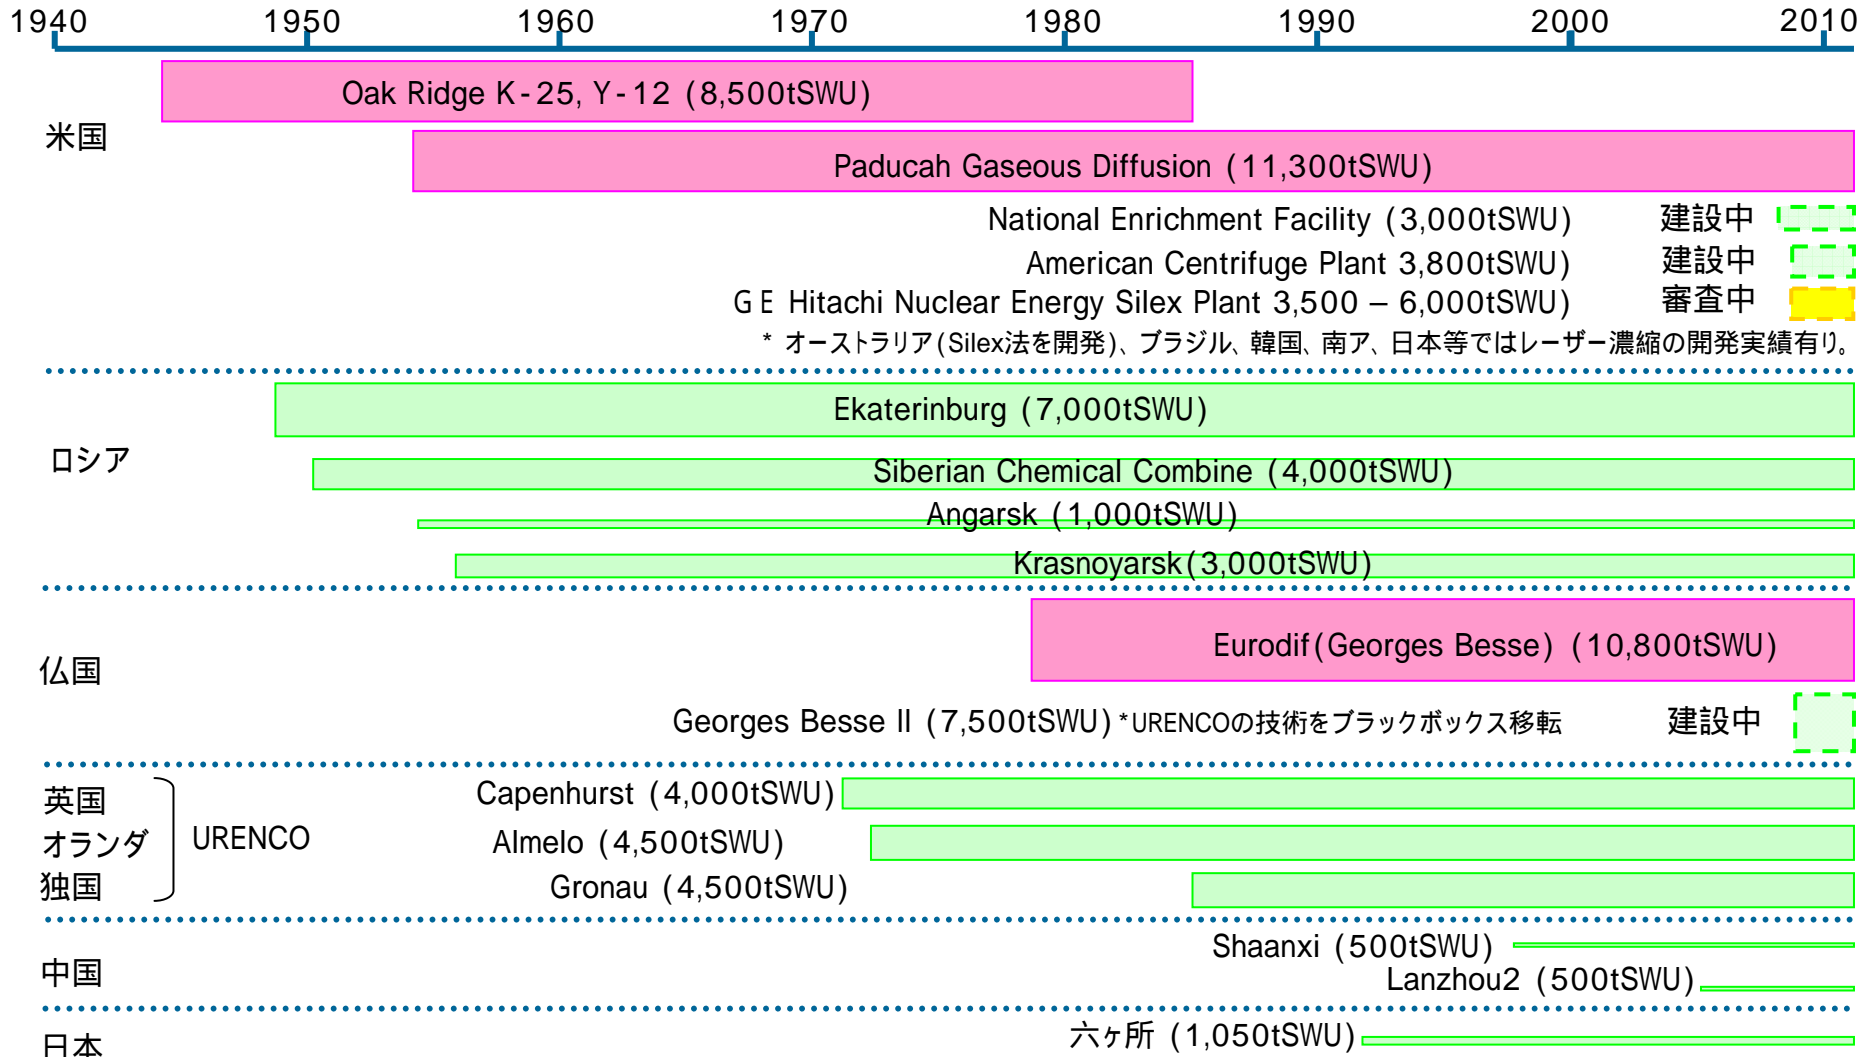 1940 1950 1960 1970 1980 1990 2000 2010
Oak Ridge K-25, Y-12 (8,500tSWU)
米国
Paducah Gaseous Diffusion (11,300tSWU)
National Enrichment Facility (3,000tSWU) 建設中
American Centrifuge Plant 3,800tSWU) 建設中
GE Hitachi Nuclear Energy Silex Plant 3,500 – 6,000tSWU) 審査中
* オーストラリア(Silex法を開発)、ブラジル、韓国、南ア、日本等ではレーザー濃縮の開発実績有り。
Ekaterinburg (7,000tSWU)
ロシア
Siberian Chemical Combine (4,000tSWU)
Angarsk (1,000tSWU)
Krasnoyarsk(3,000tSWU)
Eurodif(Georges Besse) (10,800tSWU)
仏国
Georges Besse II (7,500tSWU) *URENCOの技術をブラックボックス移転 建設中
英国 Capenhurst (4,000tSWU)
オランダ URENCO Almelo (4,500tSWU)
独国 Gronau (4,500tSWU)
Shaanxi (500tSWU)
中国
Lanzhou2 (500tSWU)
六ヶ所 (1,050tSWU)
日本